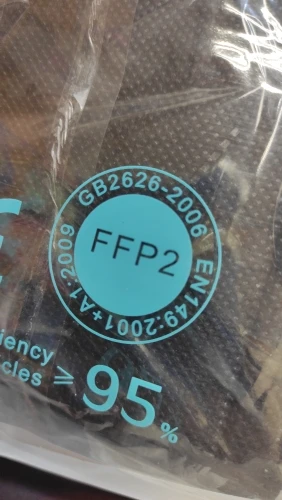 GB2626-2006
EN149:2001+A1:2009
FFP2
iency
cles ⩾ 95%